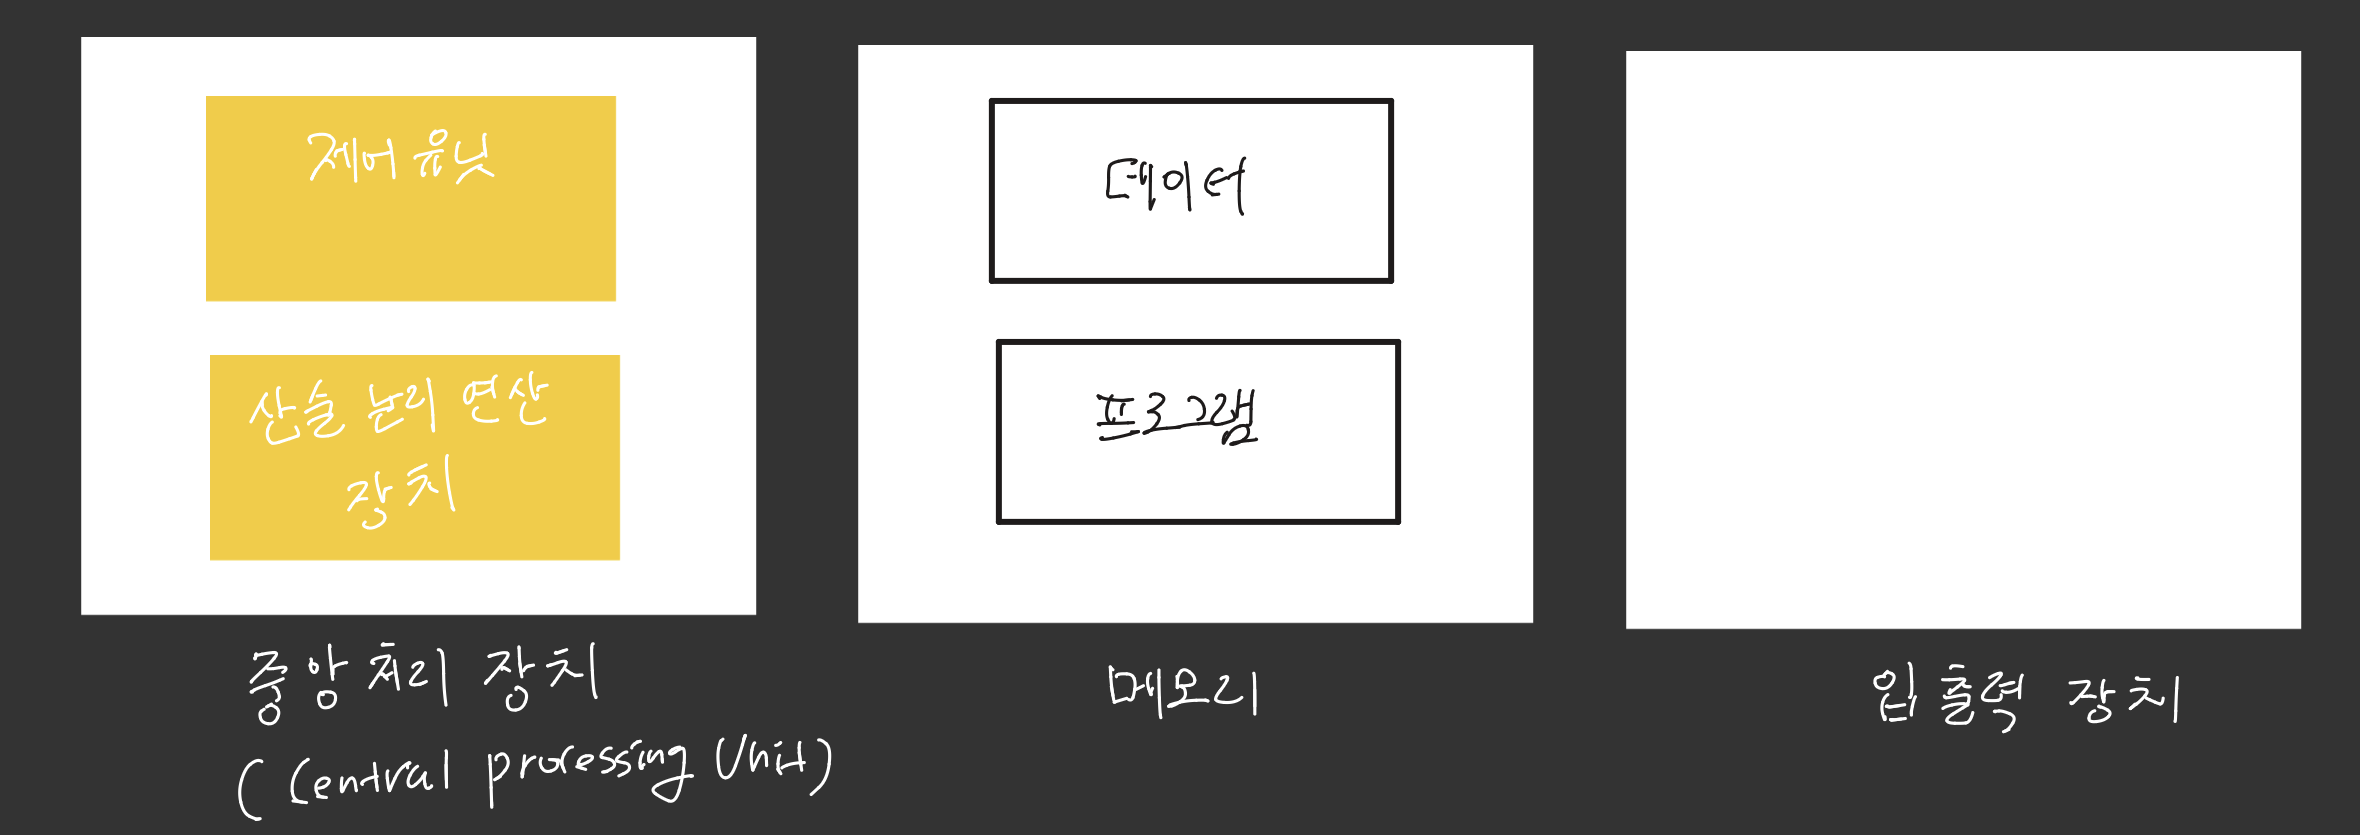 제어 유닛
산술 논리 연산
장치
중앙 처리 장치
(Central processing Unit)
데이터
프로그램
메모리
입출력 장치